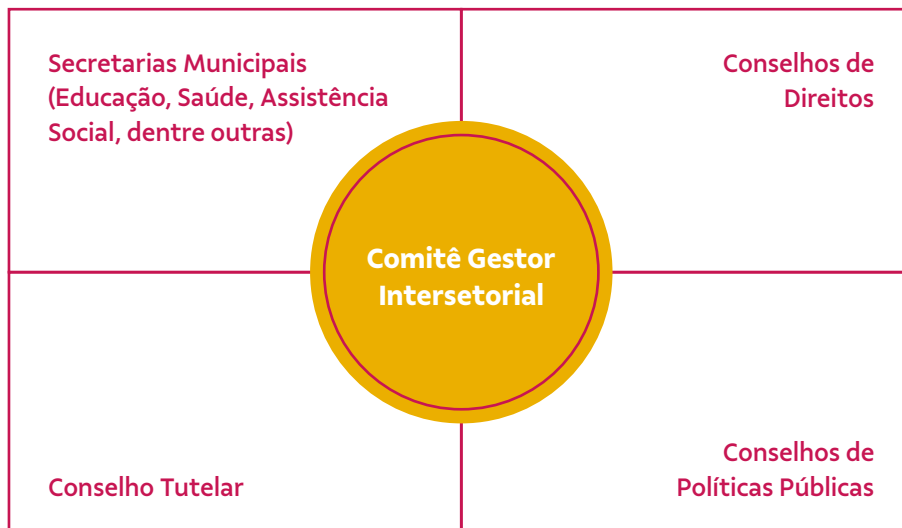 Secretarias Municipais
(Educação, Saúde, Assistência
Social, dentre outras)
Conselhos de
Direitos
Comitê Gestor
Intersetorial
Conselho Tutelar
Conselhos de
Políticas Públicas